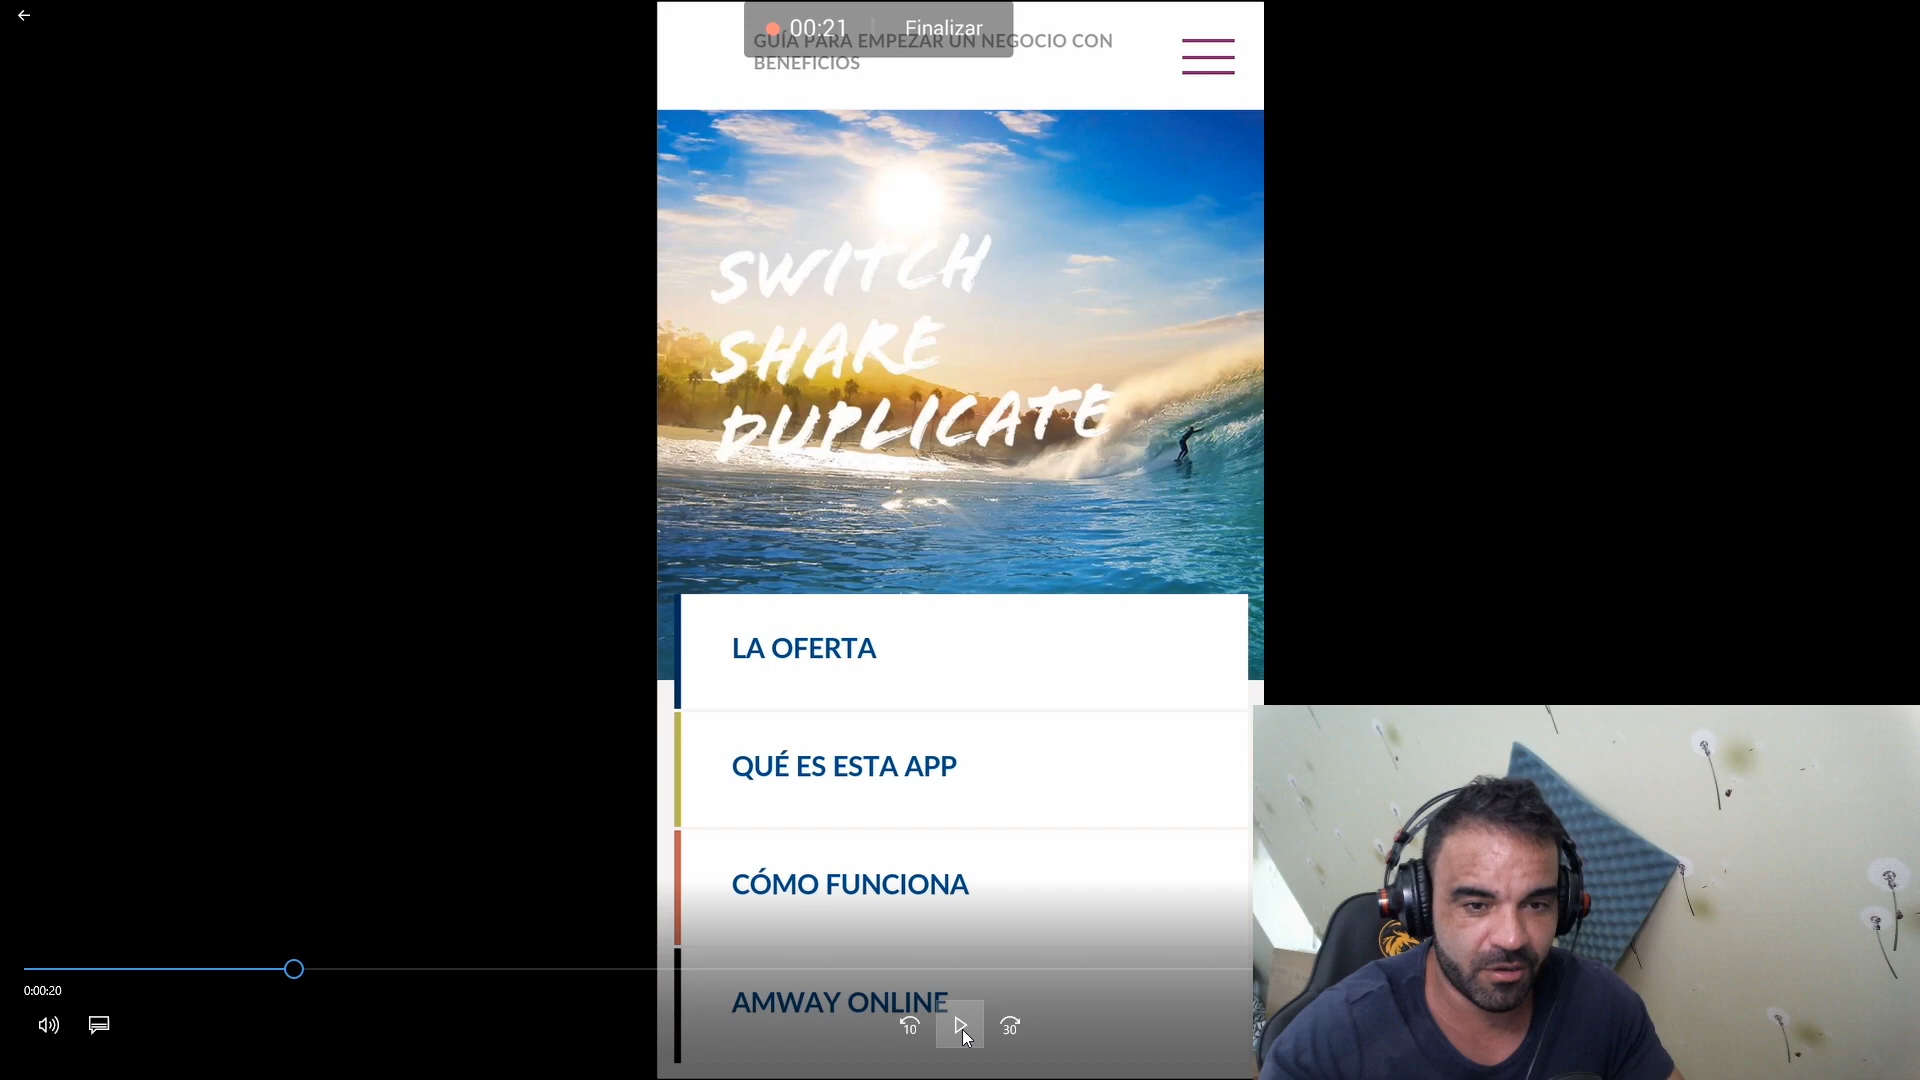 00:21 Finalizar
GUÍA PARA EMPEZAR UN NEGOCIO CON
BENEFICIOS
SWITCH
SHARE
DUPLICATE
LA OFERTA
QUÉ ES ESTA APP
CÓMO FUNCIONA
AMWAY ONLINE
0:00:20
10
30